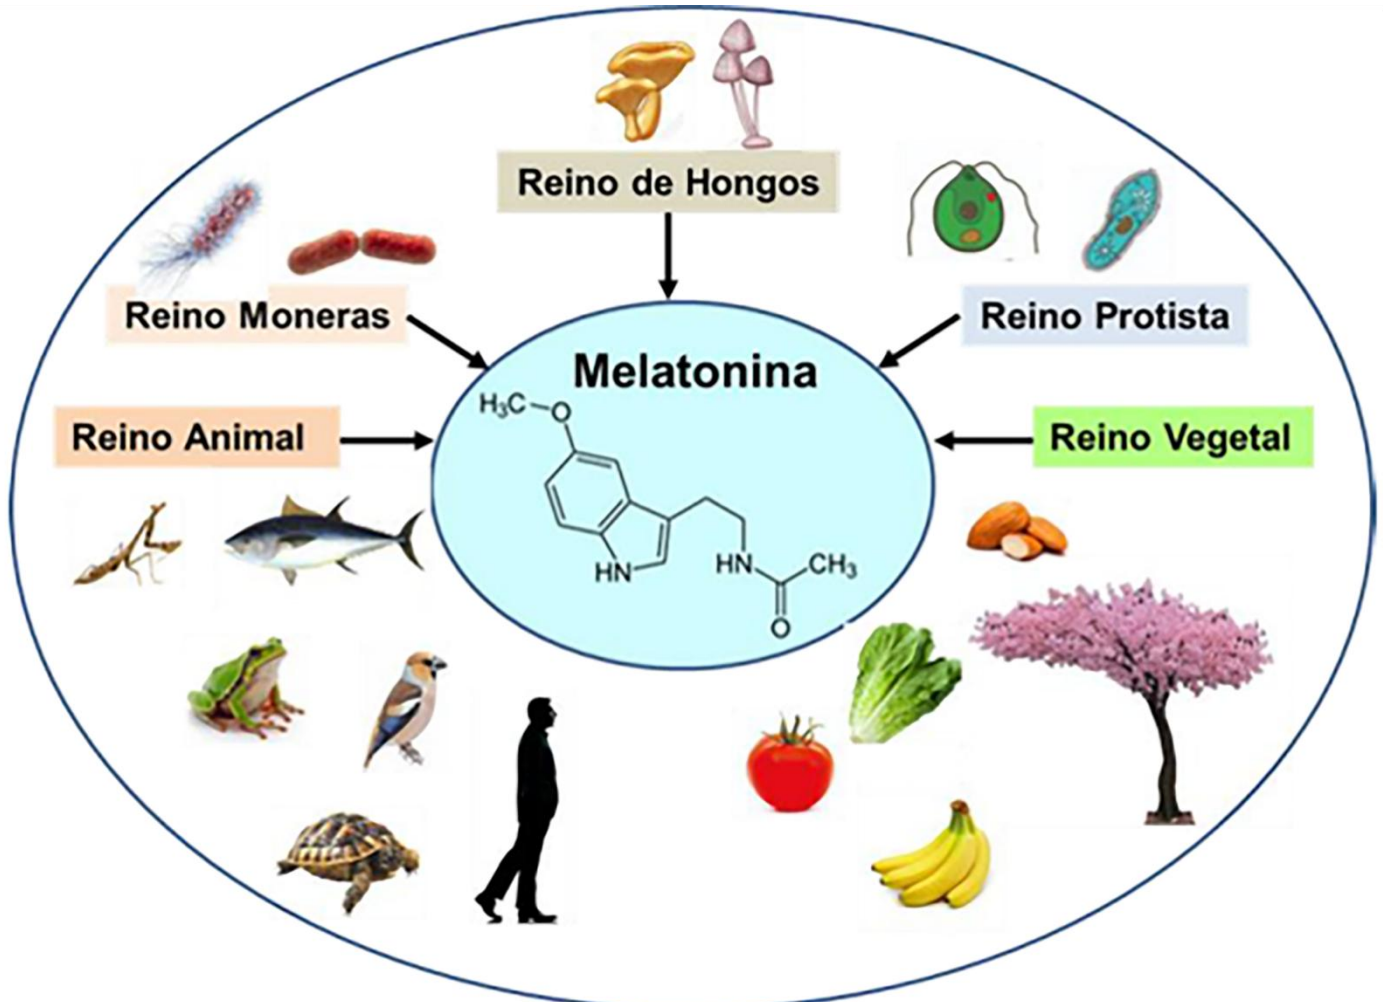 Reino de Hongos
Reino Moneras
Reino Protista
Melatonina
Reino Animal
Reino Vegetal
H₃C
O
HN
HN
CH₃
O